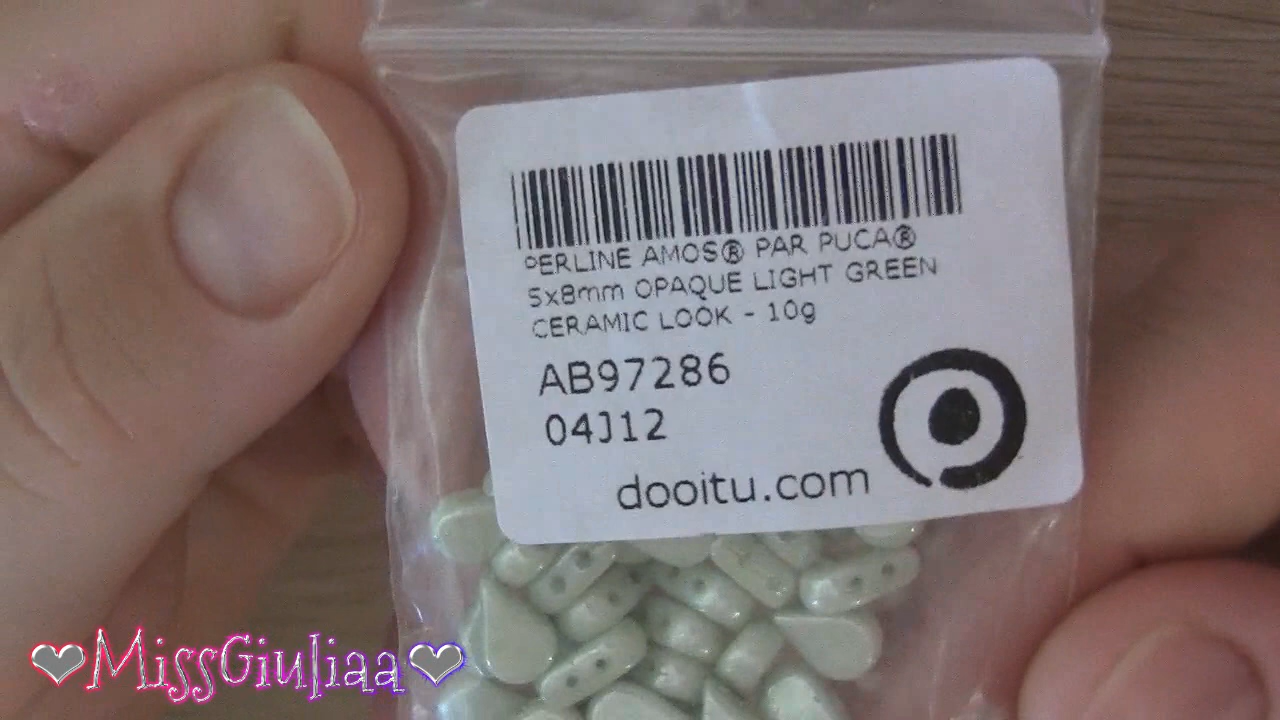 PERLINE AMOS® PAR PUCA®
5x8mm OPAQUE LIGHT GREEN
CERAMIC LOOK - 10g
AB97286
04J12
dooitu.com
❤MissGiuliaa❤